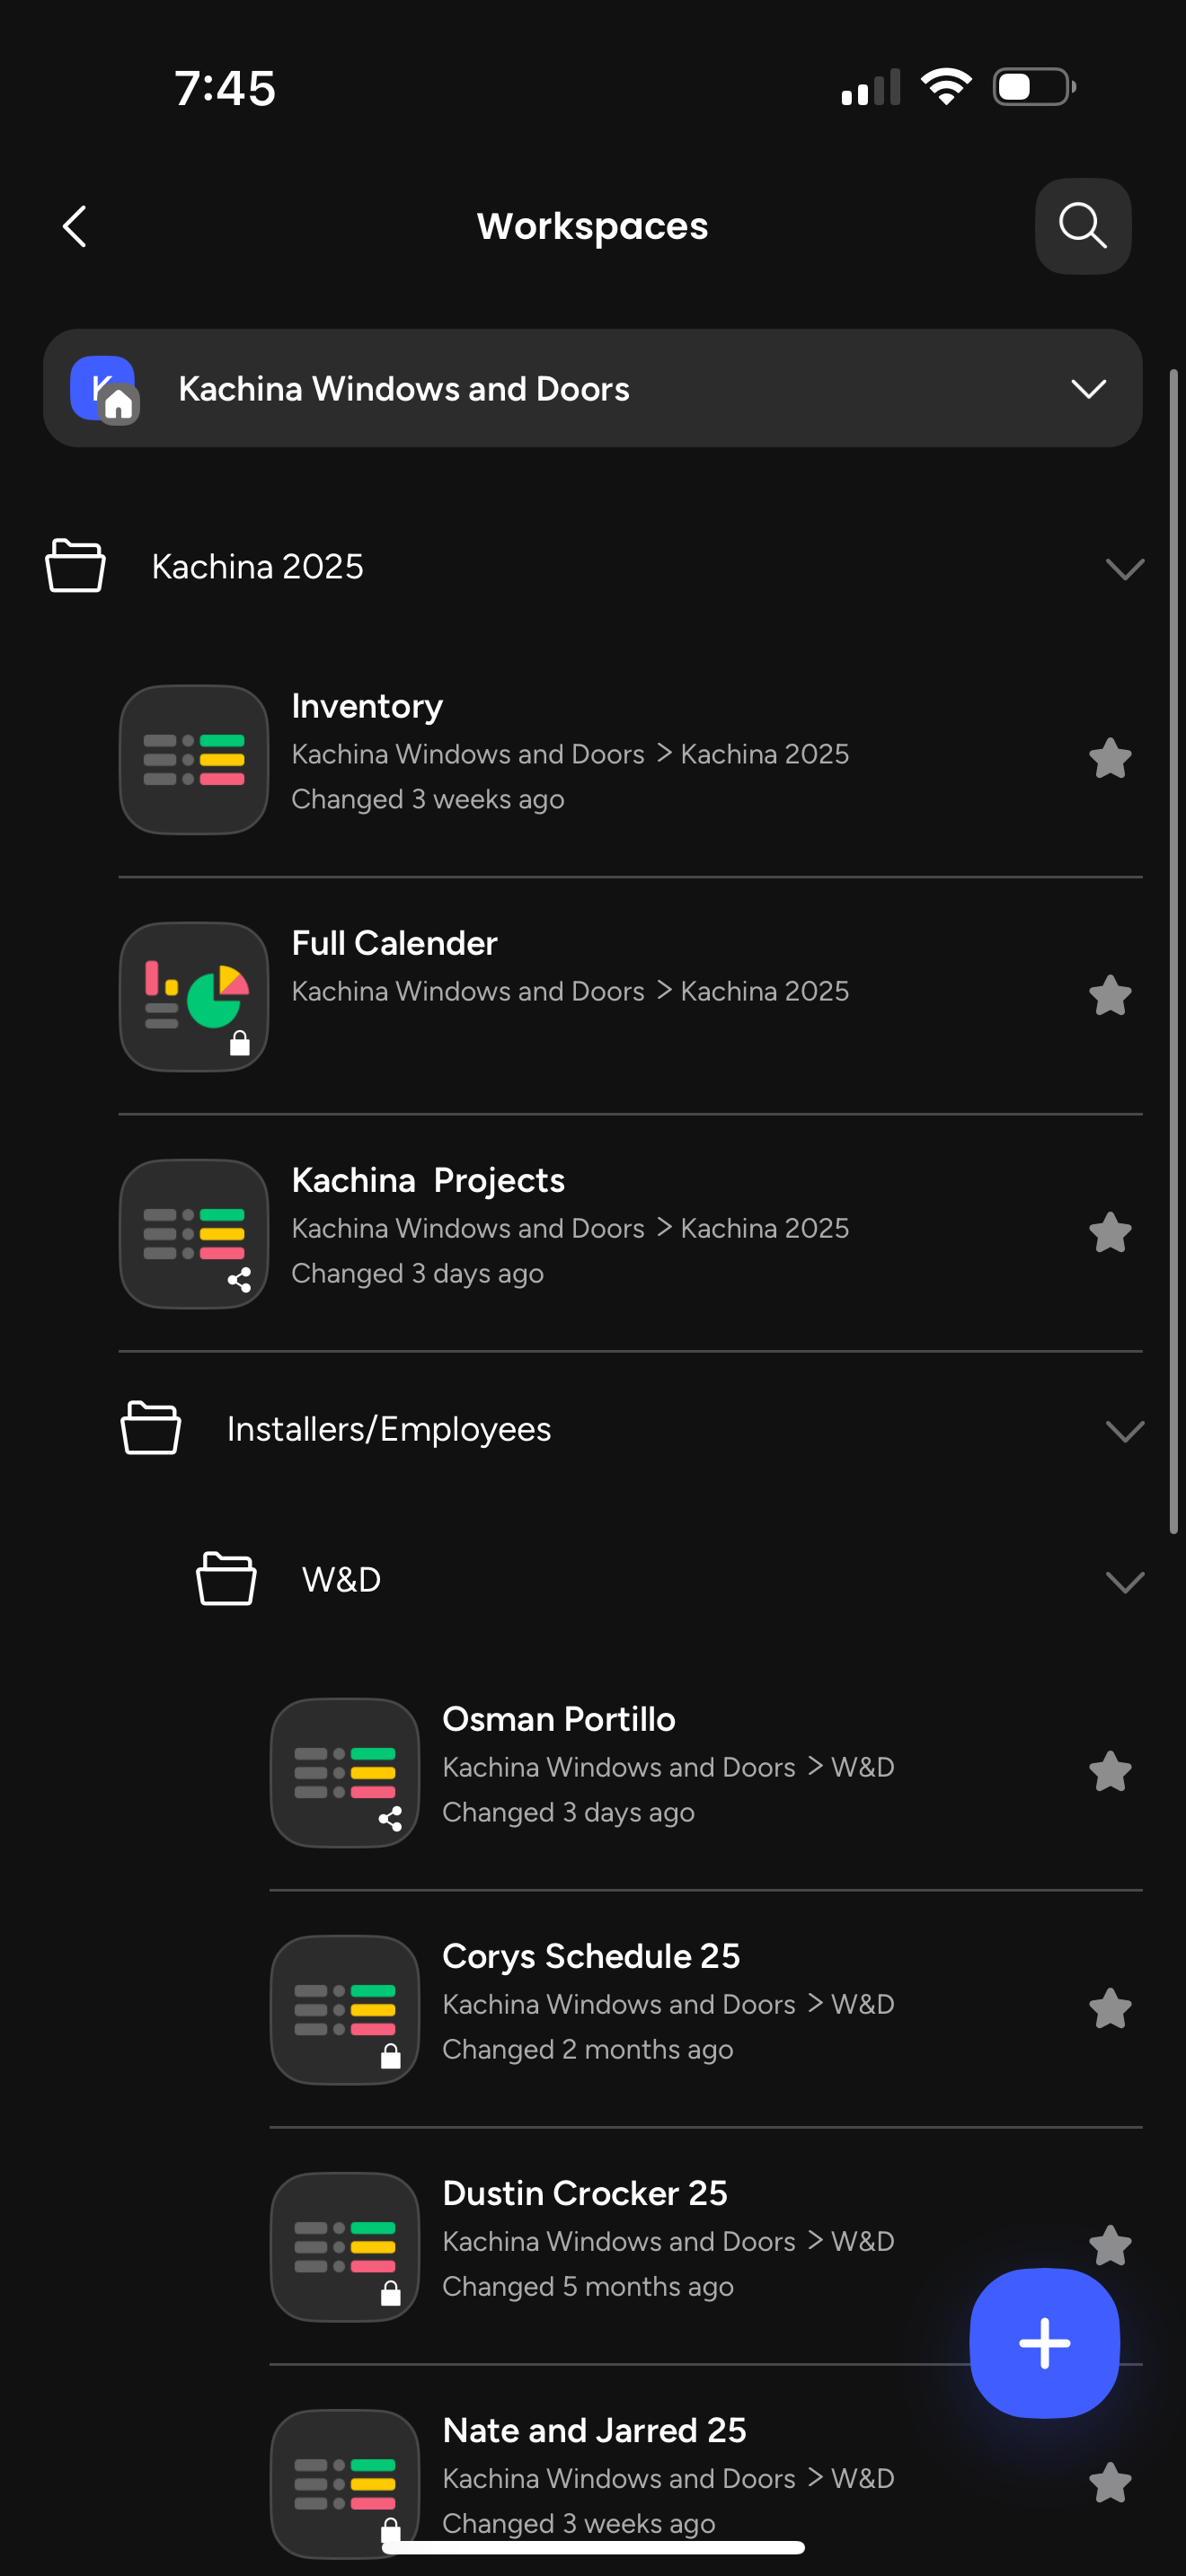 7:45
Workspaces
K
Kachina Windows and Doors
Kachina 2025
Inventory
Kachina Windows and Doors > Kachina 2025
Changed 3 weeks ago
Full Calender
Kachina Windows and Doors > Kachina 2025
Kachina  Projects
Kachina Windows and Doors > Kachina 2025
Changed 3 days ago
Installers/Employees
W&D
Osman Portillo
Kachina Windows and Doors > W&D
Changed 3 days ago
Corys Schedule 25
Kachina Windows and Doors > W&D
Changed 2 months ago
Dustin Crocker 25
Kachina Windows and Doors > W&D
Changed 5 months ago
Nate and Jarred 25
Kachina Windows and Doors > W&D
Changed 3 weeks ago